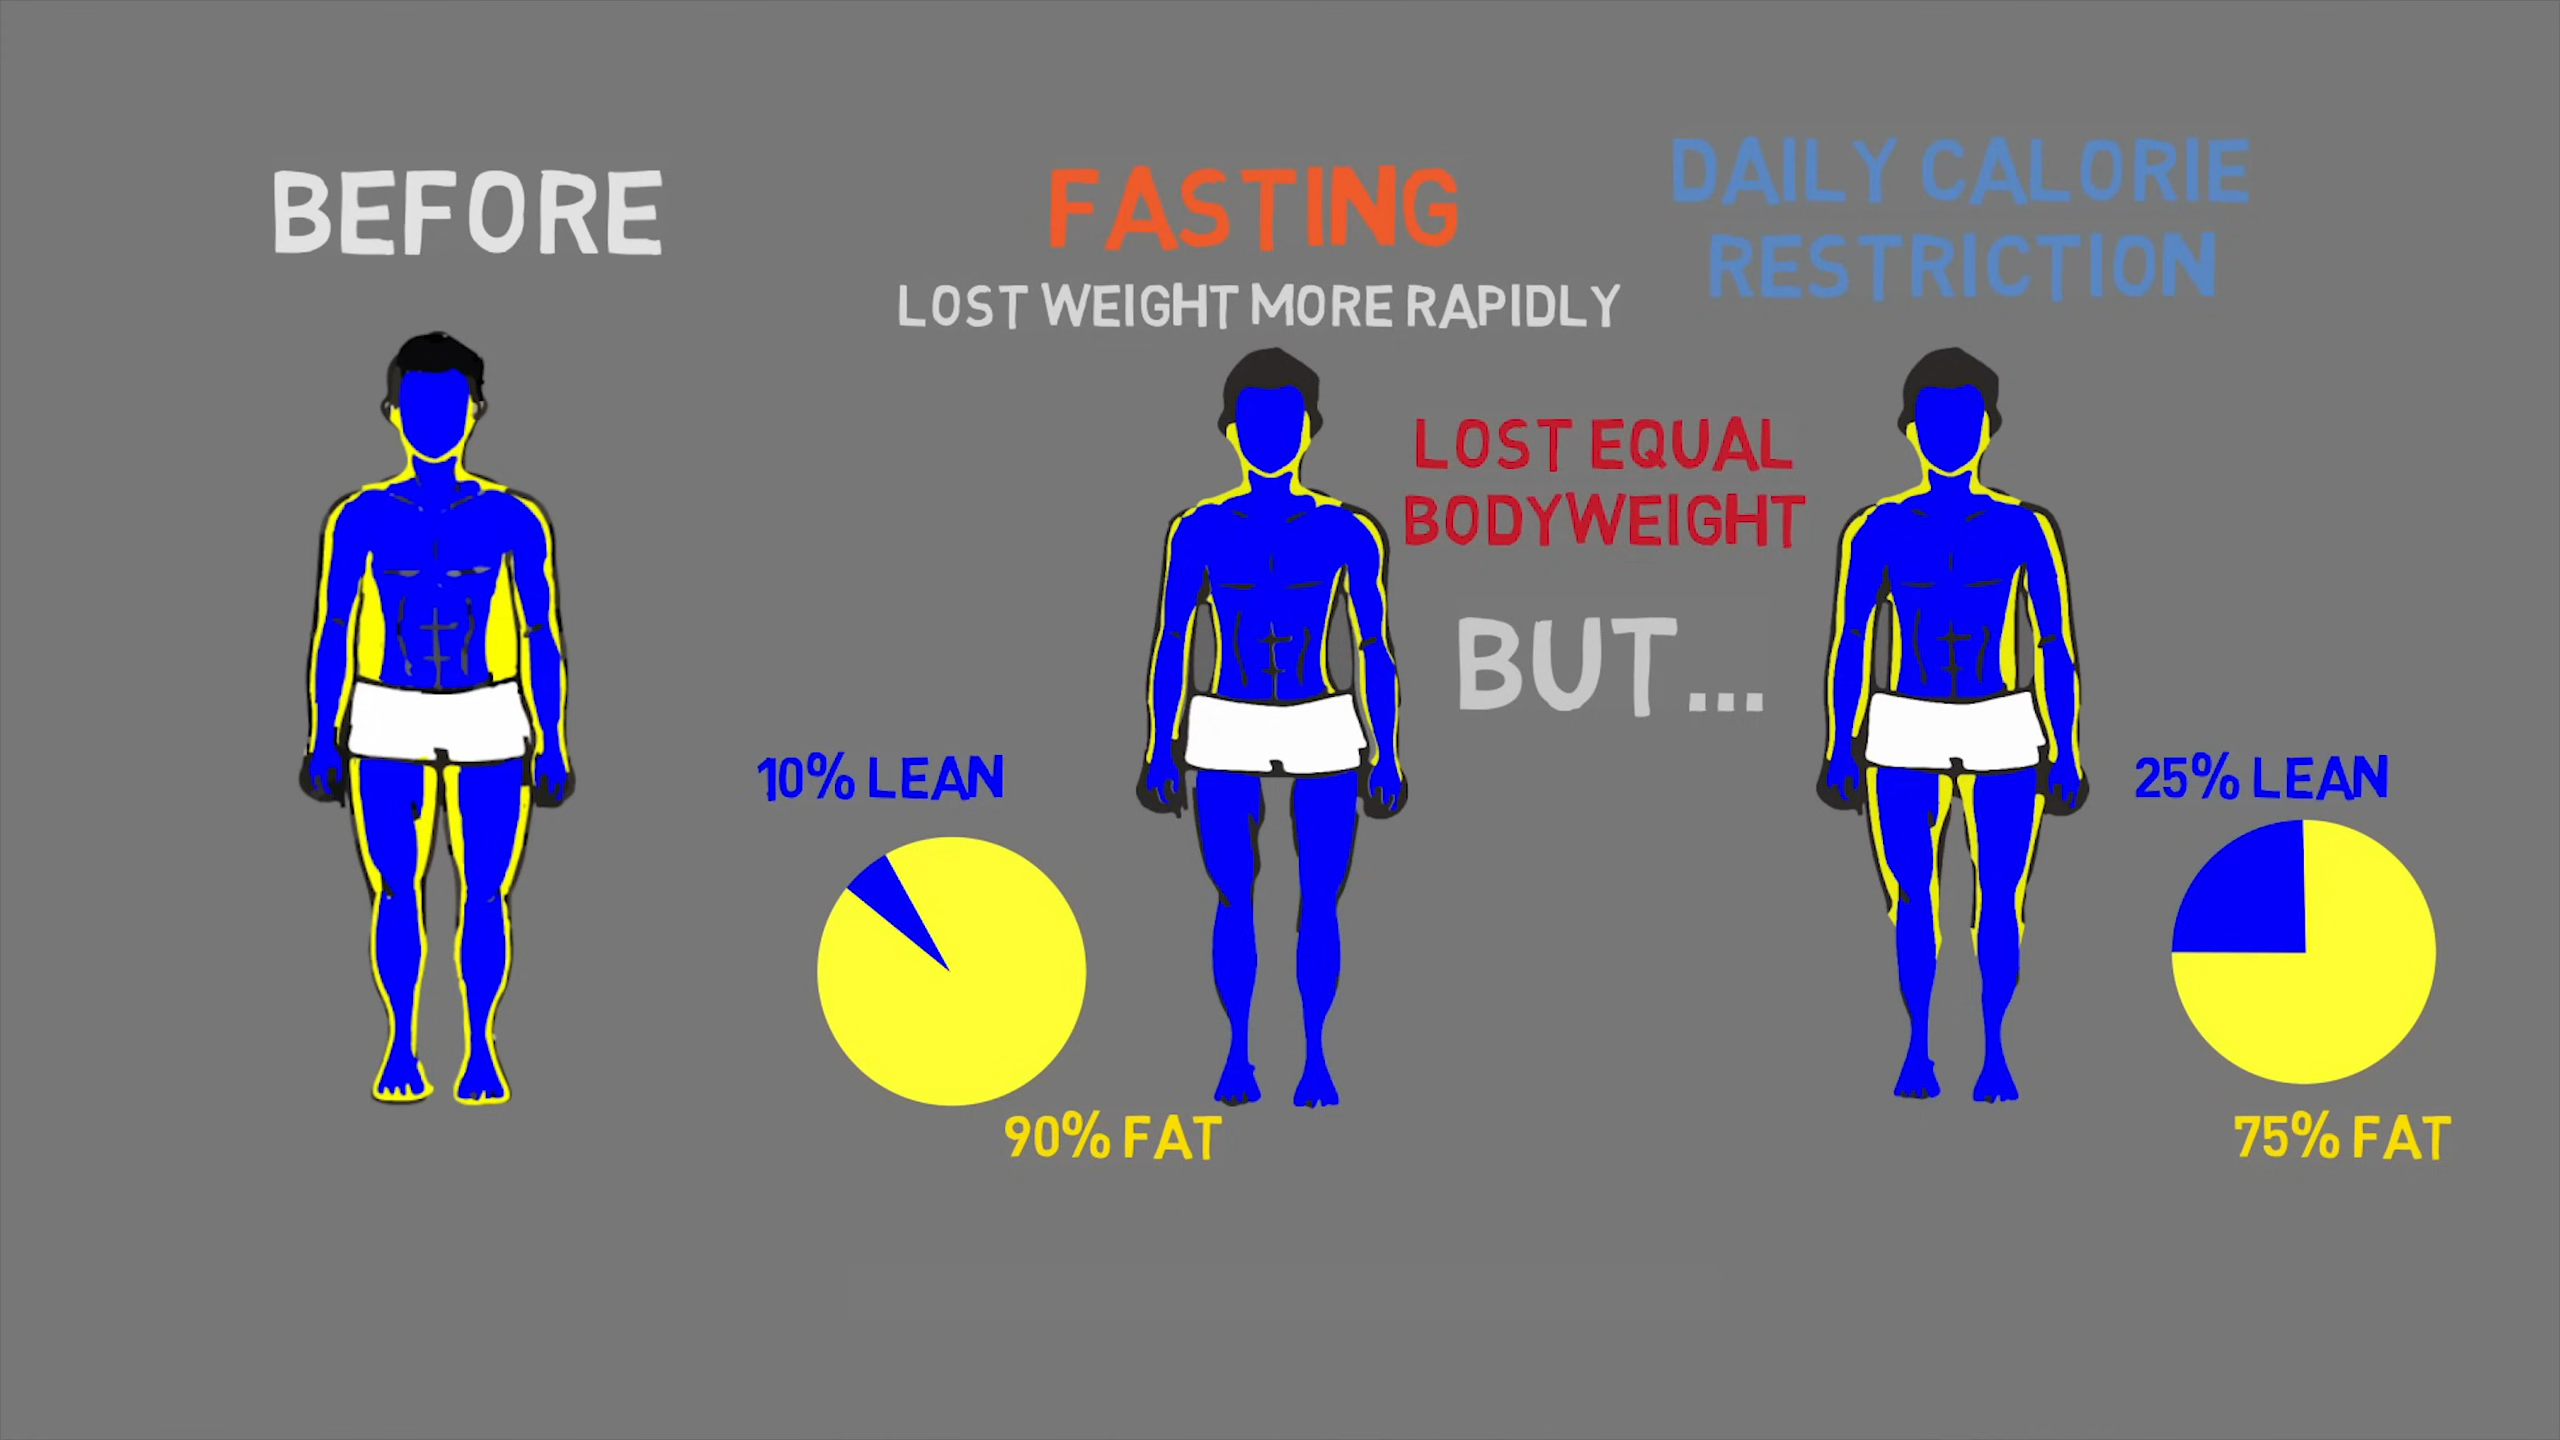 BEFORE
FASTING
LOST WEIGHT MORE RAPIDLY
DAILY CALORIE
RESTRICTION
LOST EQUAL
BODYWEIGHT
BUT...
10% LEAN
90% FAT
25% LEAN
75% FAT